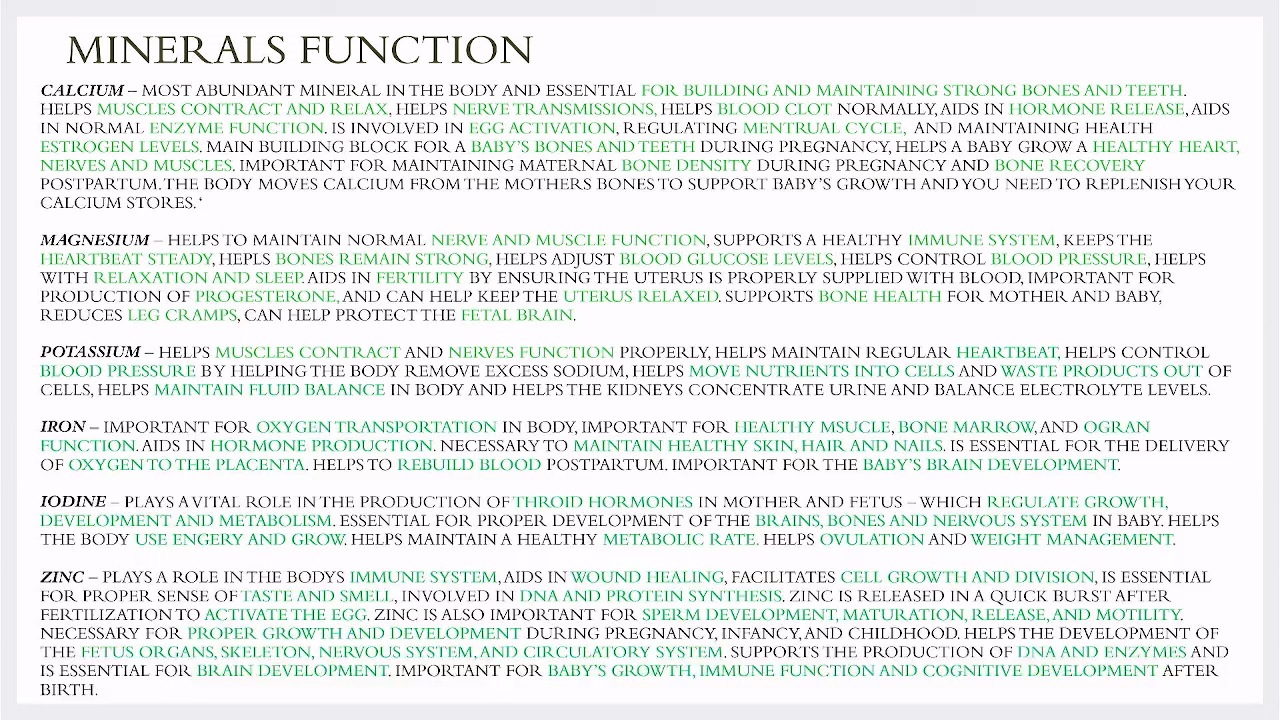 MINERALS FUNCTION
CALCIUM – MOST ABUNDANT MINERAL IN THE BODY AND ESSENTIAL FOR BUILDING AND MAINTAINING STRONG BONES AND TEETH.
HELPS MUSCLES CONTRACT AND RELAX, HELPS NERVE TRANSMISSIONS, HELPS BLOOD CLOT NORMALLY, AIDS IN HORMONE RELEASE, AIDS
IN NORMAL ENZYME FUNCTION. IS INVOLVED IN EGG ACTIVATION, REGULATING MENTRUAL CYCLE, AND MAINTAINING HEALTH
ESTROGEN LEVELS. MAIN BUILDING BLOCK FOR A BABY'S BONES AND TEETH DURING PREGNANCY, HELPS A BABY GROW A HEALTHY HEART,
NERVES AND MUSCLES. IMPORTANT FOR MAINTAINING MATERNAL BONE DENSITY DURING PREGNANCY AND BONE RECOVERY
POSTPARTUM. THE BODY MOVES CALCIUM FROM THE MOTHERS BONES TO SUPPORT BABY'S GROWTH AND YOU NEED TO REPLENISH YOUR
CALCIUM STORES. '
MAGNESIUM – HELPS TO MAINTAIN NORMAL NERVE AND MUSCLE FUNCTION, SUPPORTS A HEALTHY IMMUNE SYSTEM, KEEPS THE
HEARTBEAT STEADY, HEPLS BONES REMAIN STRONG, HELPS ADJUST BLOOD GLUCOSE LEVELS, HELPS CONTROL BLOOD PRESSURE, HELPS
WITH RELAXATION AND SLEEP. AIDS IN FERTILITY BY ENSURING THE UTERUS IS PROPERLY SUPPLIED WITH BLOOD, IMPORTANT FOR
PRODUCTION OF PROGESTERONE, AND CAN HELP KEEP THE UTERUS RELAXED. SUPPORTS BONE HEALTH FOR MOTHER AND BABY,
REDUCES LEG CRAMPS, CAN HELP PROTECT THE FETAL BRAIN.
POTASSIUM – HELPS MUSCLES CONTRACT AND NERVES FUNCTION PROPERLY, HELPS MAINTAIN REGULAR HEARTBEAT, HELPS CONTROL
BLOOD PRESSURE BY HELPING THE BODY REMOVE EXCESS SODIUM, HELPS MOVE NUTRIENTS INTO CELLS AND WASTE PRODUCTS OUT OF
CELLS, HELPS MAINTAIN FLUID BALANCE IN BODY AND HELPS THE KIDNEYS CONCENTRATE URINE AND BALANCE ELECTROLYTE LEVELS.
IRON – IMPORTANT FOR OXYGEN TRANSPORTATION IN BODY, IMPORTANT FOR HEALTHY MSUCLE, BONE MARROW, AND OGRAN
FUNCTION. AIDS IN HORMONE PRODUCTION. NECESSARY TO MAINTAIN HEALTHY SKIN, HAIR AND NAILS. IS ESSENTIAL FOR THE DELIVERY
OF OXYGEN TO THE PLACENTA. HELPS TO REBUILD BLOOD POSTPARTUM. IMPORTANT FOR THE BABY'S BRAIN DEVELOPMENT.
IODINE – PLAYS A VITAL ROLE IN THE PRODUCTION OF THROID HORMONES IN MOTHER AND FETUS – WHICH REGULATE GROWTH,
DEVELOPMENT AND METABOLISM. ESSENTIAL FOR PROPER DEVELOPMENT OF THE BRAINS, BONES AND NERVOUS SYSTEM IN BABY. HELPS
THE BODY USE ENGERY AND GROW. HELPS MAINTAIN A HEALTHY METABOLIC RATE. HELPS OVULATION AND WEIGHT MANAGEMENT.
ZINC – PLAYS A ROLE IN THE BODYS IMMUNE SYSTEM, AIDS IN WOUND HEALING, FACILITATES CELL GROWTH AND DIVISION, IS ESSENTIAL
FOR PROPER SENSE OF TASTE AND SMELL, INVOLVED IN DNA AND PROTEIN SYNTHESIS. ZINC IS RELEASED IN A QUICK BURST AFTER
FERTILIZATION TO ACTIVATE THE EGG. ZINC IS ALSO IMPORTANT FOR SPERM DEVELOPMENT, MATURATION, RELEASE, AND MOTILITY.
NECESSARY FOR PROPER GROWTH AND DEVELOPMENT DURING PREGNANCY, INFANCY, AND CHILDHOOD. HELPS THE DEVELOPMENT OF
THE FETUS ORGANS, SKELETON, NERVOUS SYSTEM, AND CIRCULATORY SYSTEM. SUPPORTS THE PRODUCTION OF DNA AND ENZYMES AND
IS ESSENTIAL FOR BRAIN DEVELOPMENT. IMPORTANT FOR BABY'S GROWTH, IMMUNE FUNCTION AND COGNITIVE DEVELOPMENT AFTER
BIRTH.